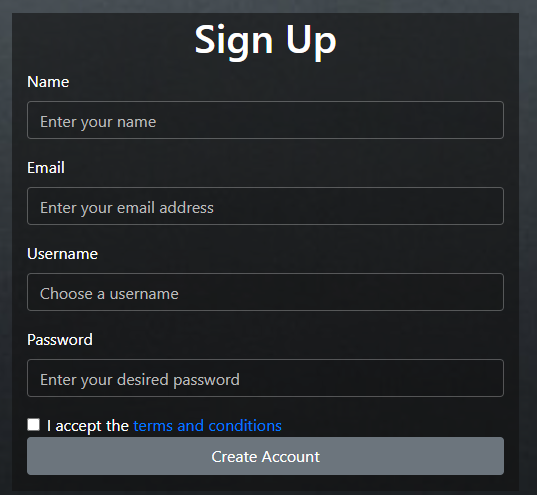 Sign Up
Name
Enter your name
Email
Enter your email address
Username
Choose a username
Password
Enter your desired password
I accept the terms and conditions
Create Account